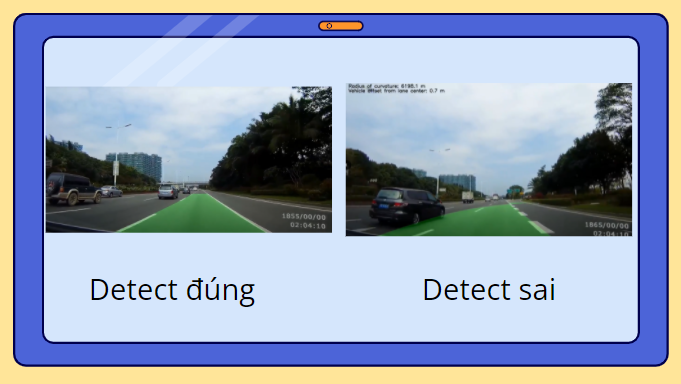 1855/00/00
02:04:10
Radius of curvature: 6195.1 m
Vehicle offset from lane center: 0.7 m
1865/00/00
02:04:10
Detect đúng
Detect sai